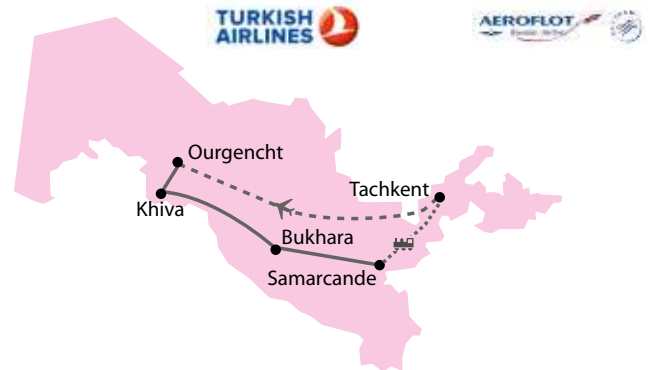 TURKISH
AIRLINES
AEROFLOT
Ourgencht
Tachkent
Khiva
Bukhara
Samarcande